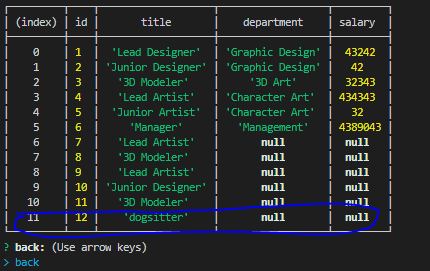 (index) id title department salary
0 1 'Lead Designer' 'Graphic Design' 43242
1 2 'Junior Designer' 'Graphic Design' 42
2 3 '3D Modeler' '3D Art' 32343
3 4 'Lead Artist' 'Character Art' 434343
4 5 'Junior Artist' 'Character Art' 32
5 6 'Manager' 'Management' 4389043
6 7 'Lead Artist' null null
7 8 '3D Modeler' null null
8 9 'Lead Artist' null null
9 10 'Junior Designer' null null
10 11 '3D Modeler' null null
11 12 'dogsitter' null null
? back: (Use arrow keys)
> back